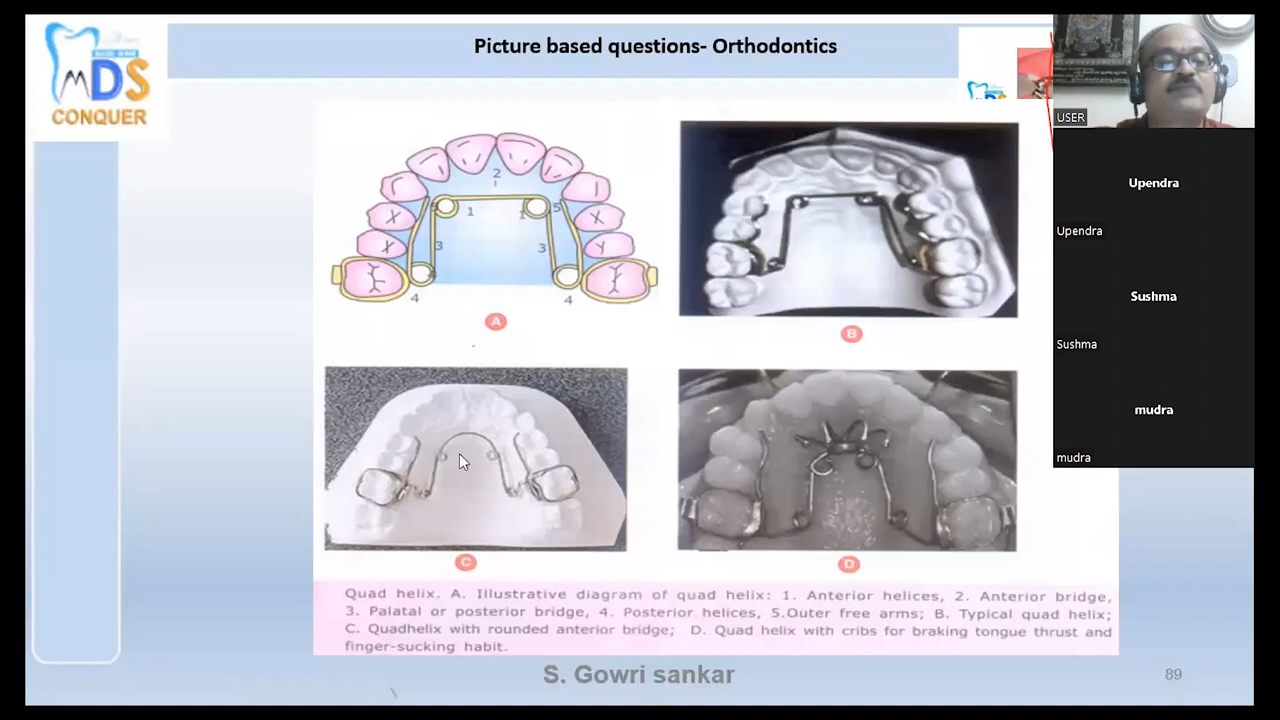 Picture based questions- Orthodontics
MDS
CONQUER
USER
Upendra
Upendra
Sushma
Sushma
mudra
mudra
2
1
1
5
3
3
4
4
A
B
C
D
Quad helix. A. Illustrative diagram of quad helix: 1. Anterior helices, 2. Anterior bridge,
3. Palatal or posterior bridge, 4. Posterior helices, 5.Outer free arms; B. Typical quad helix;
C. Quadhelix with rounded anterior bridge; D. Quad helix with cribs for braking tongue thrust and
finger-sucking habit.
S. Gowri sankar
89